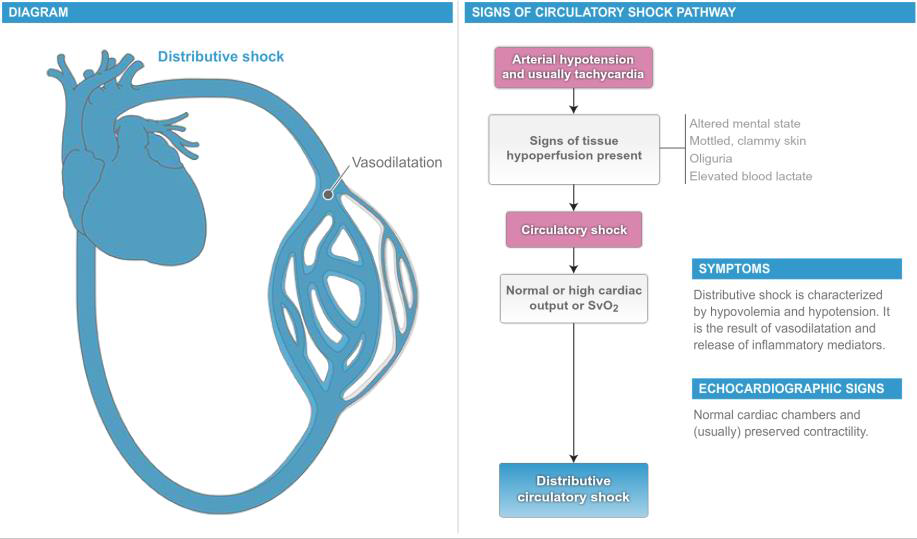 DIAGRAM
Distributive shock
Vasodilatation
SIGNS OF CIRCULATORY SHOCK PATHWAY
Arterial hypotension
and usually tachycardia
Signs of tissue
hypoperfusion present
Altered mental state
Mottled, clammy skin
Oliguria
Elevated blood lactate
Circulatory shock
Normal or high cardiac
output or SvO₂
Distributive
circulatory shock
SYMPTOMS
Distributive shock is characterized
by hypovolemia and hypotension. It
is the result of vasodilatation and
release of inflammatory mediators.
ECHOCARDIOGRAPHIC SIGNS
Normal cardiac chambers and
(usually) preserved contractility.